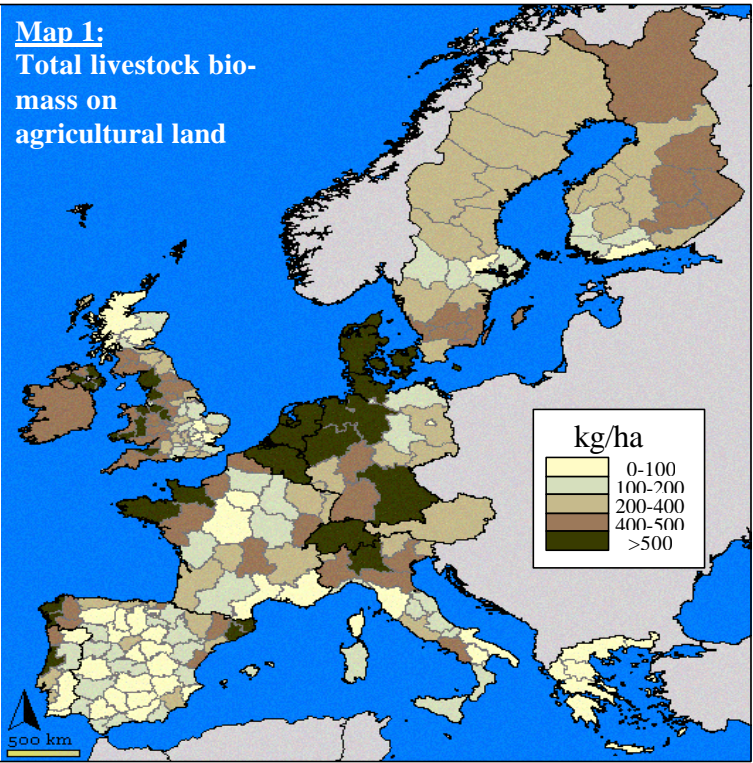 Map 1:
Total livestock bio-
mass on
agricultural land
kg/ha
0-100
100-200
200-400
400-500
>500
500 km